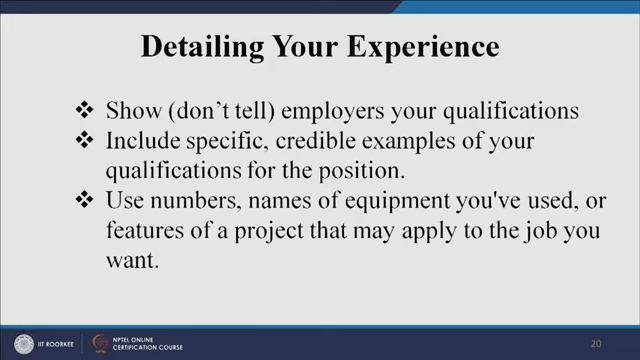 Detailing Your Experience
❖ Show (don't tell) employers your qualifications
❖ Include specific, credible examples of your
qualifications for the position.
❖ Use numbers, names of equipment you've used, or
features of a project that may apply to the job you
want.
IIT ROORKEE
NPTEL ONLINE
CERTIFICATION COURSE
20